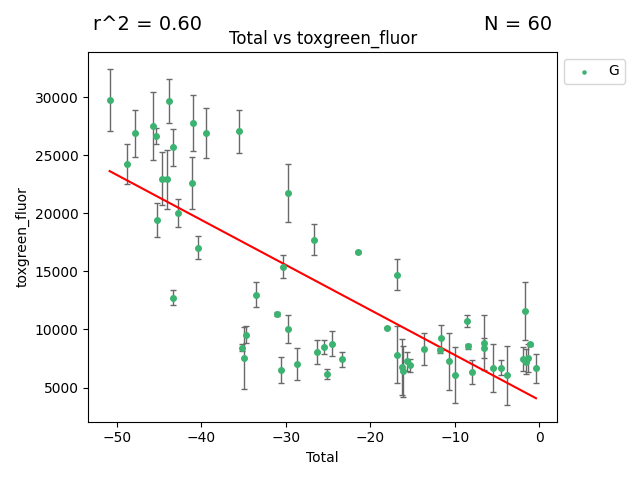 r^2 = 0.60
N = 60
Total vs toxgreen_fluor
G
30000
25000
20000
15000
10000
5000
toxgreen_fluor
−50
−40
−30
−20
−10
0
Total